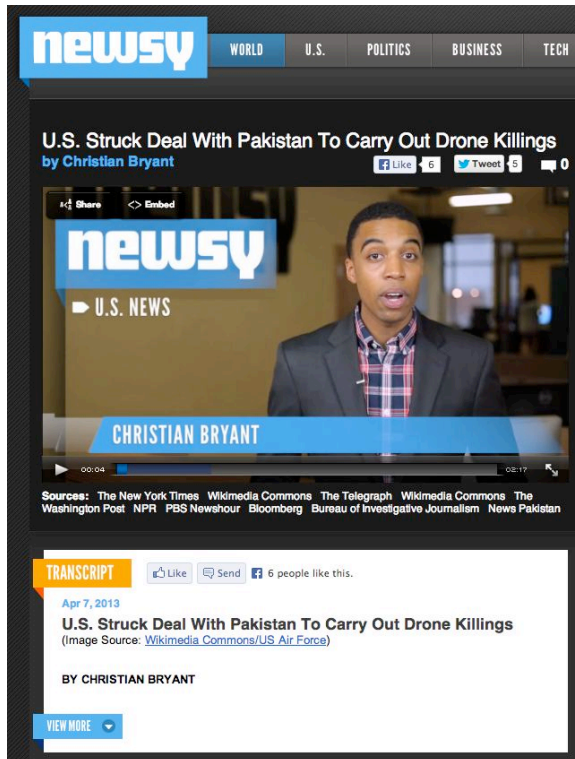 newsy
WORLD U.S. POLITICS BUSINESS TECH
U.S. Struck Deal With Pakistan To Carry Out Drone Killings
by Christian Bryant
Like 6 Tweet 5 0
Share <> Embed
newsy
U.S. NEWS
CHRISTIAN BRYANT
00:04 02:17
Sources: The New York Times Wikimedia Commons The Telegraph Wikimedia Commons The
Washington Post NPR PBS Newshour Bloomberg Bureau of Investigative Journalism News Pakistan
TRANSCRIPT Like Send 6 people like this.
Apr 7, 2013
U.S. Struck Deal With Pakistan To Carry Out Drone Killings
(Image Source: Wikimedia Commons/US Air Force)
BY CHRISTIAN BRYANT
VIEW MORE